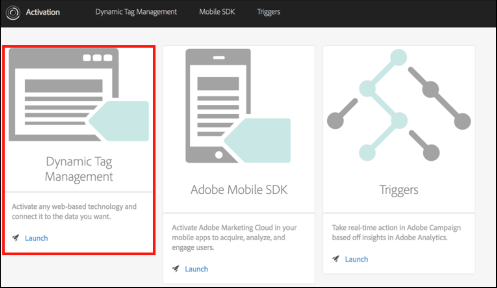 Activation Dynamic Tag Management Mobile SDK Triggers
Dynamic Tag
Management
Activate any web-based technology and
connect it to the data you want.
Launch
Adobe Mobile SDK
Activate Adobe Marketing Cloud in your
mobile apps to acquire, analyze, and
engage users.
Launch
Triggers
Take real-time action in Adobe Campaign
based off insights in Adobe Analytics.
Launch